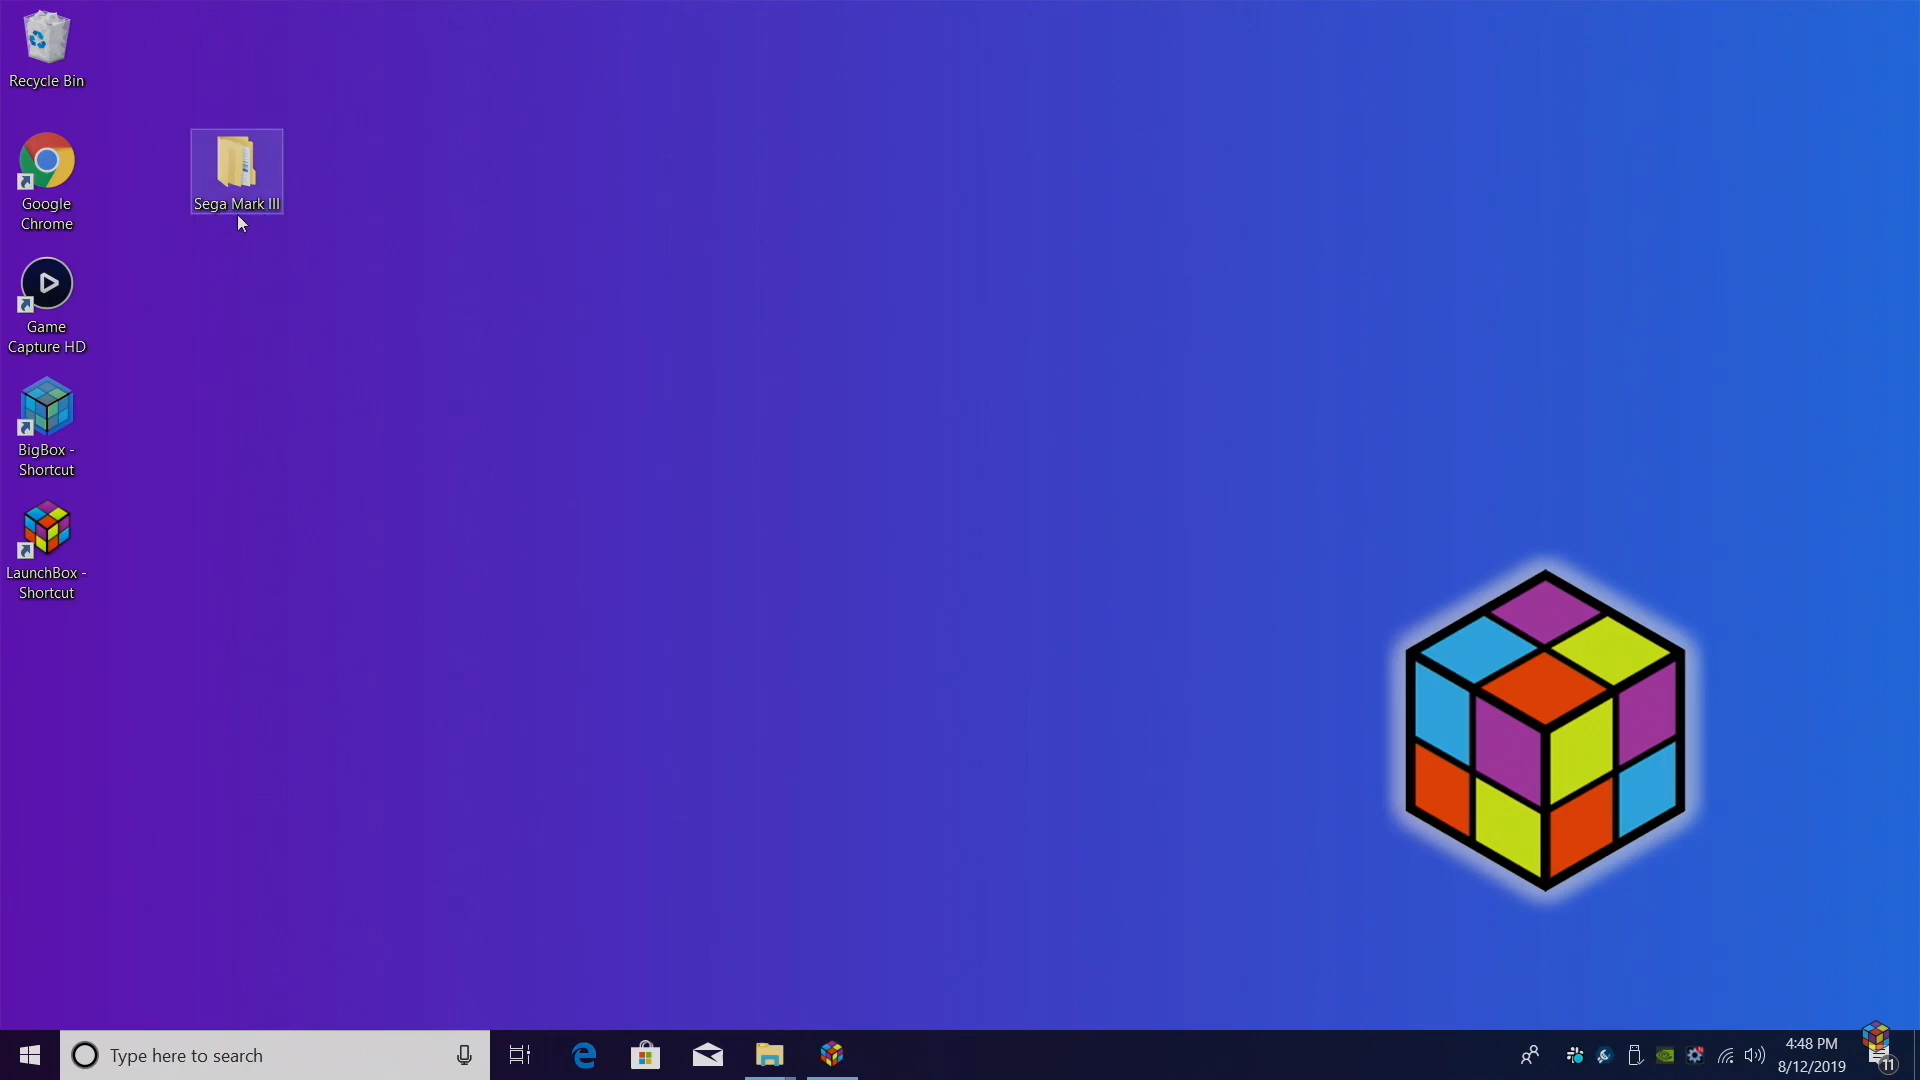 Recycle Bin
Google
Chrome
Sega Mark III
Game
Capture HD
BigBox -
Shortcut
LaunchBox -
Shortcut
Type here to search
4:48 PM
8/12/2019
11